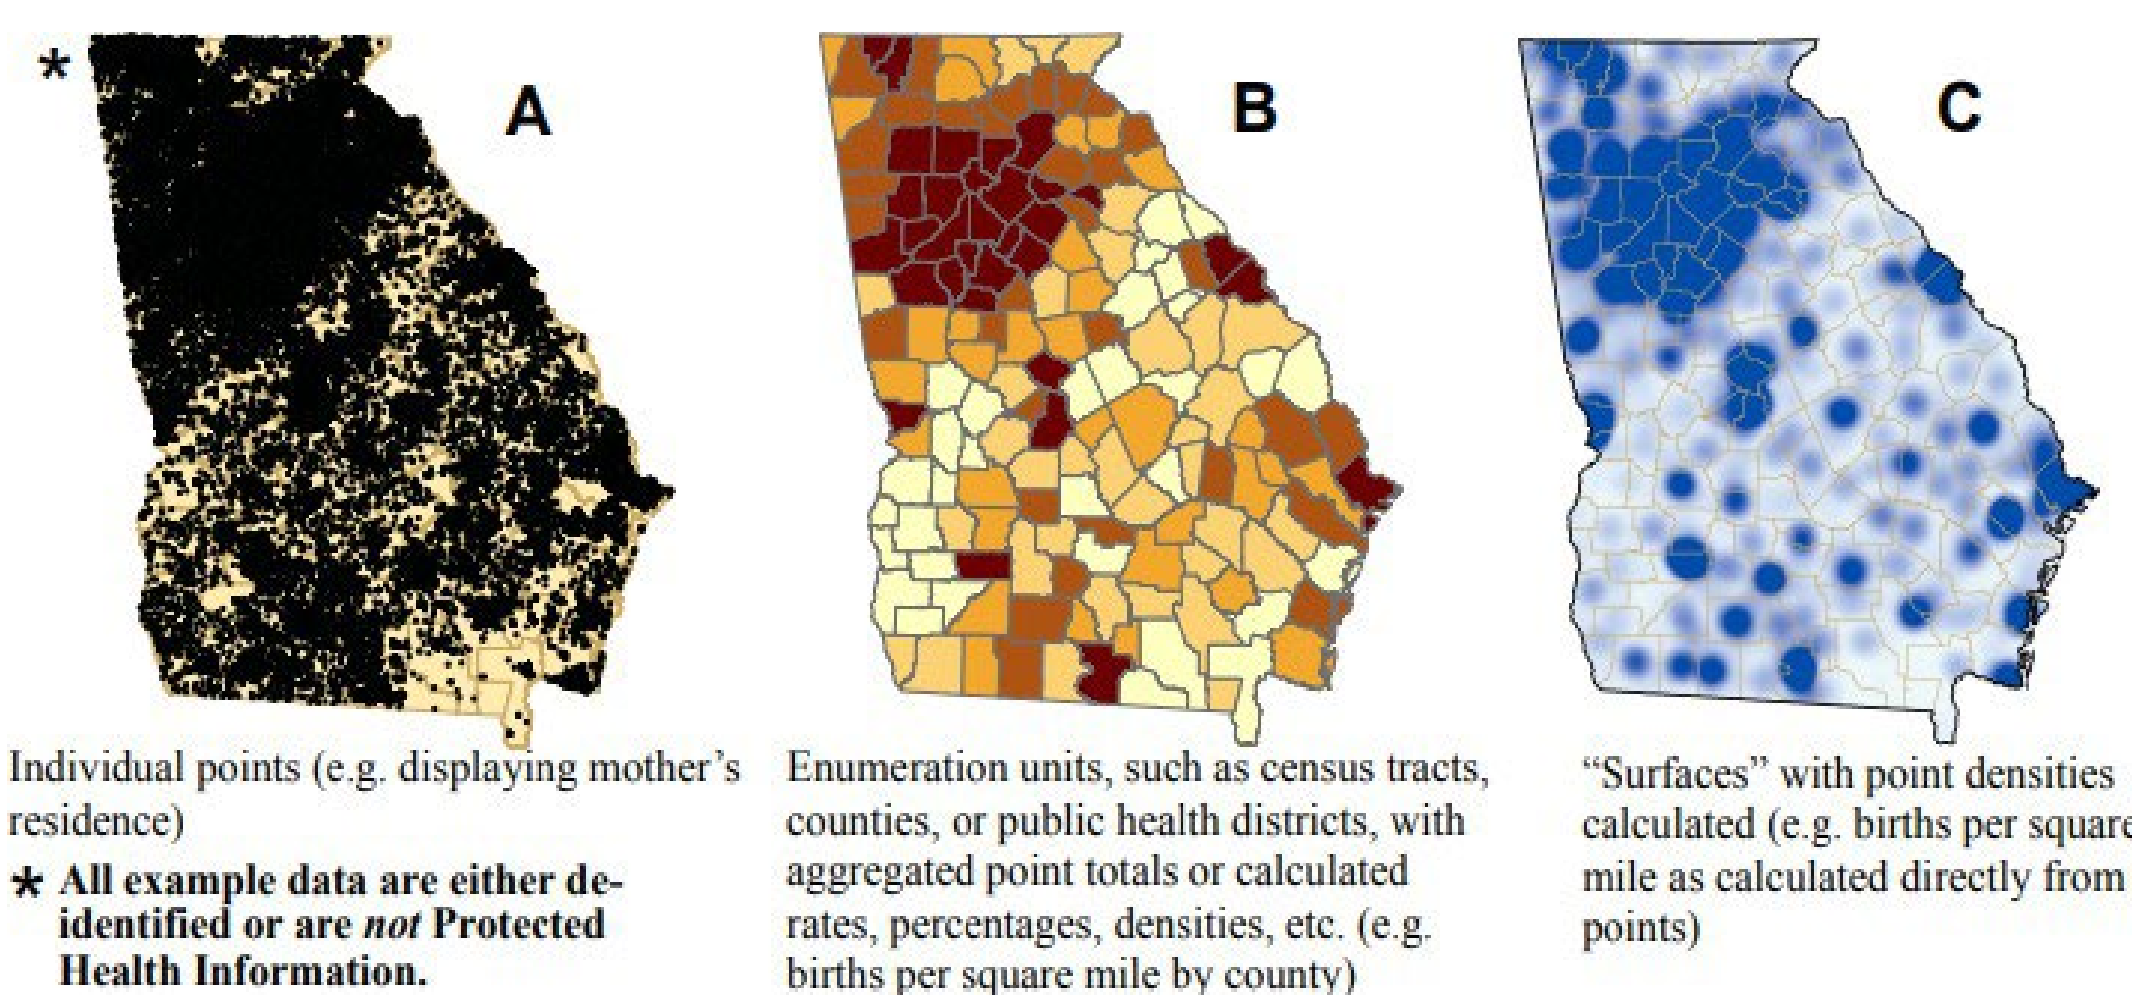 *
A
B
C
Individual points (e.g. displaying mother's
residence)
* All example data are either de-
identified or are not Protected
Health Information.
Enumeration units, such as census tracts,
counties, or public health districts, with
aggregated point totals or calculated
rates, percentages, densities, etc. (e.g.
births per square mile by county)
“Surfaces” with point densities
calculated (e.g. births per square
mile as calculated directly from
points)